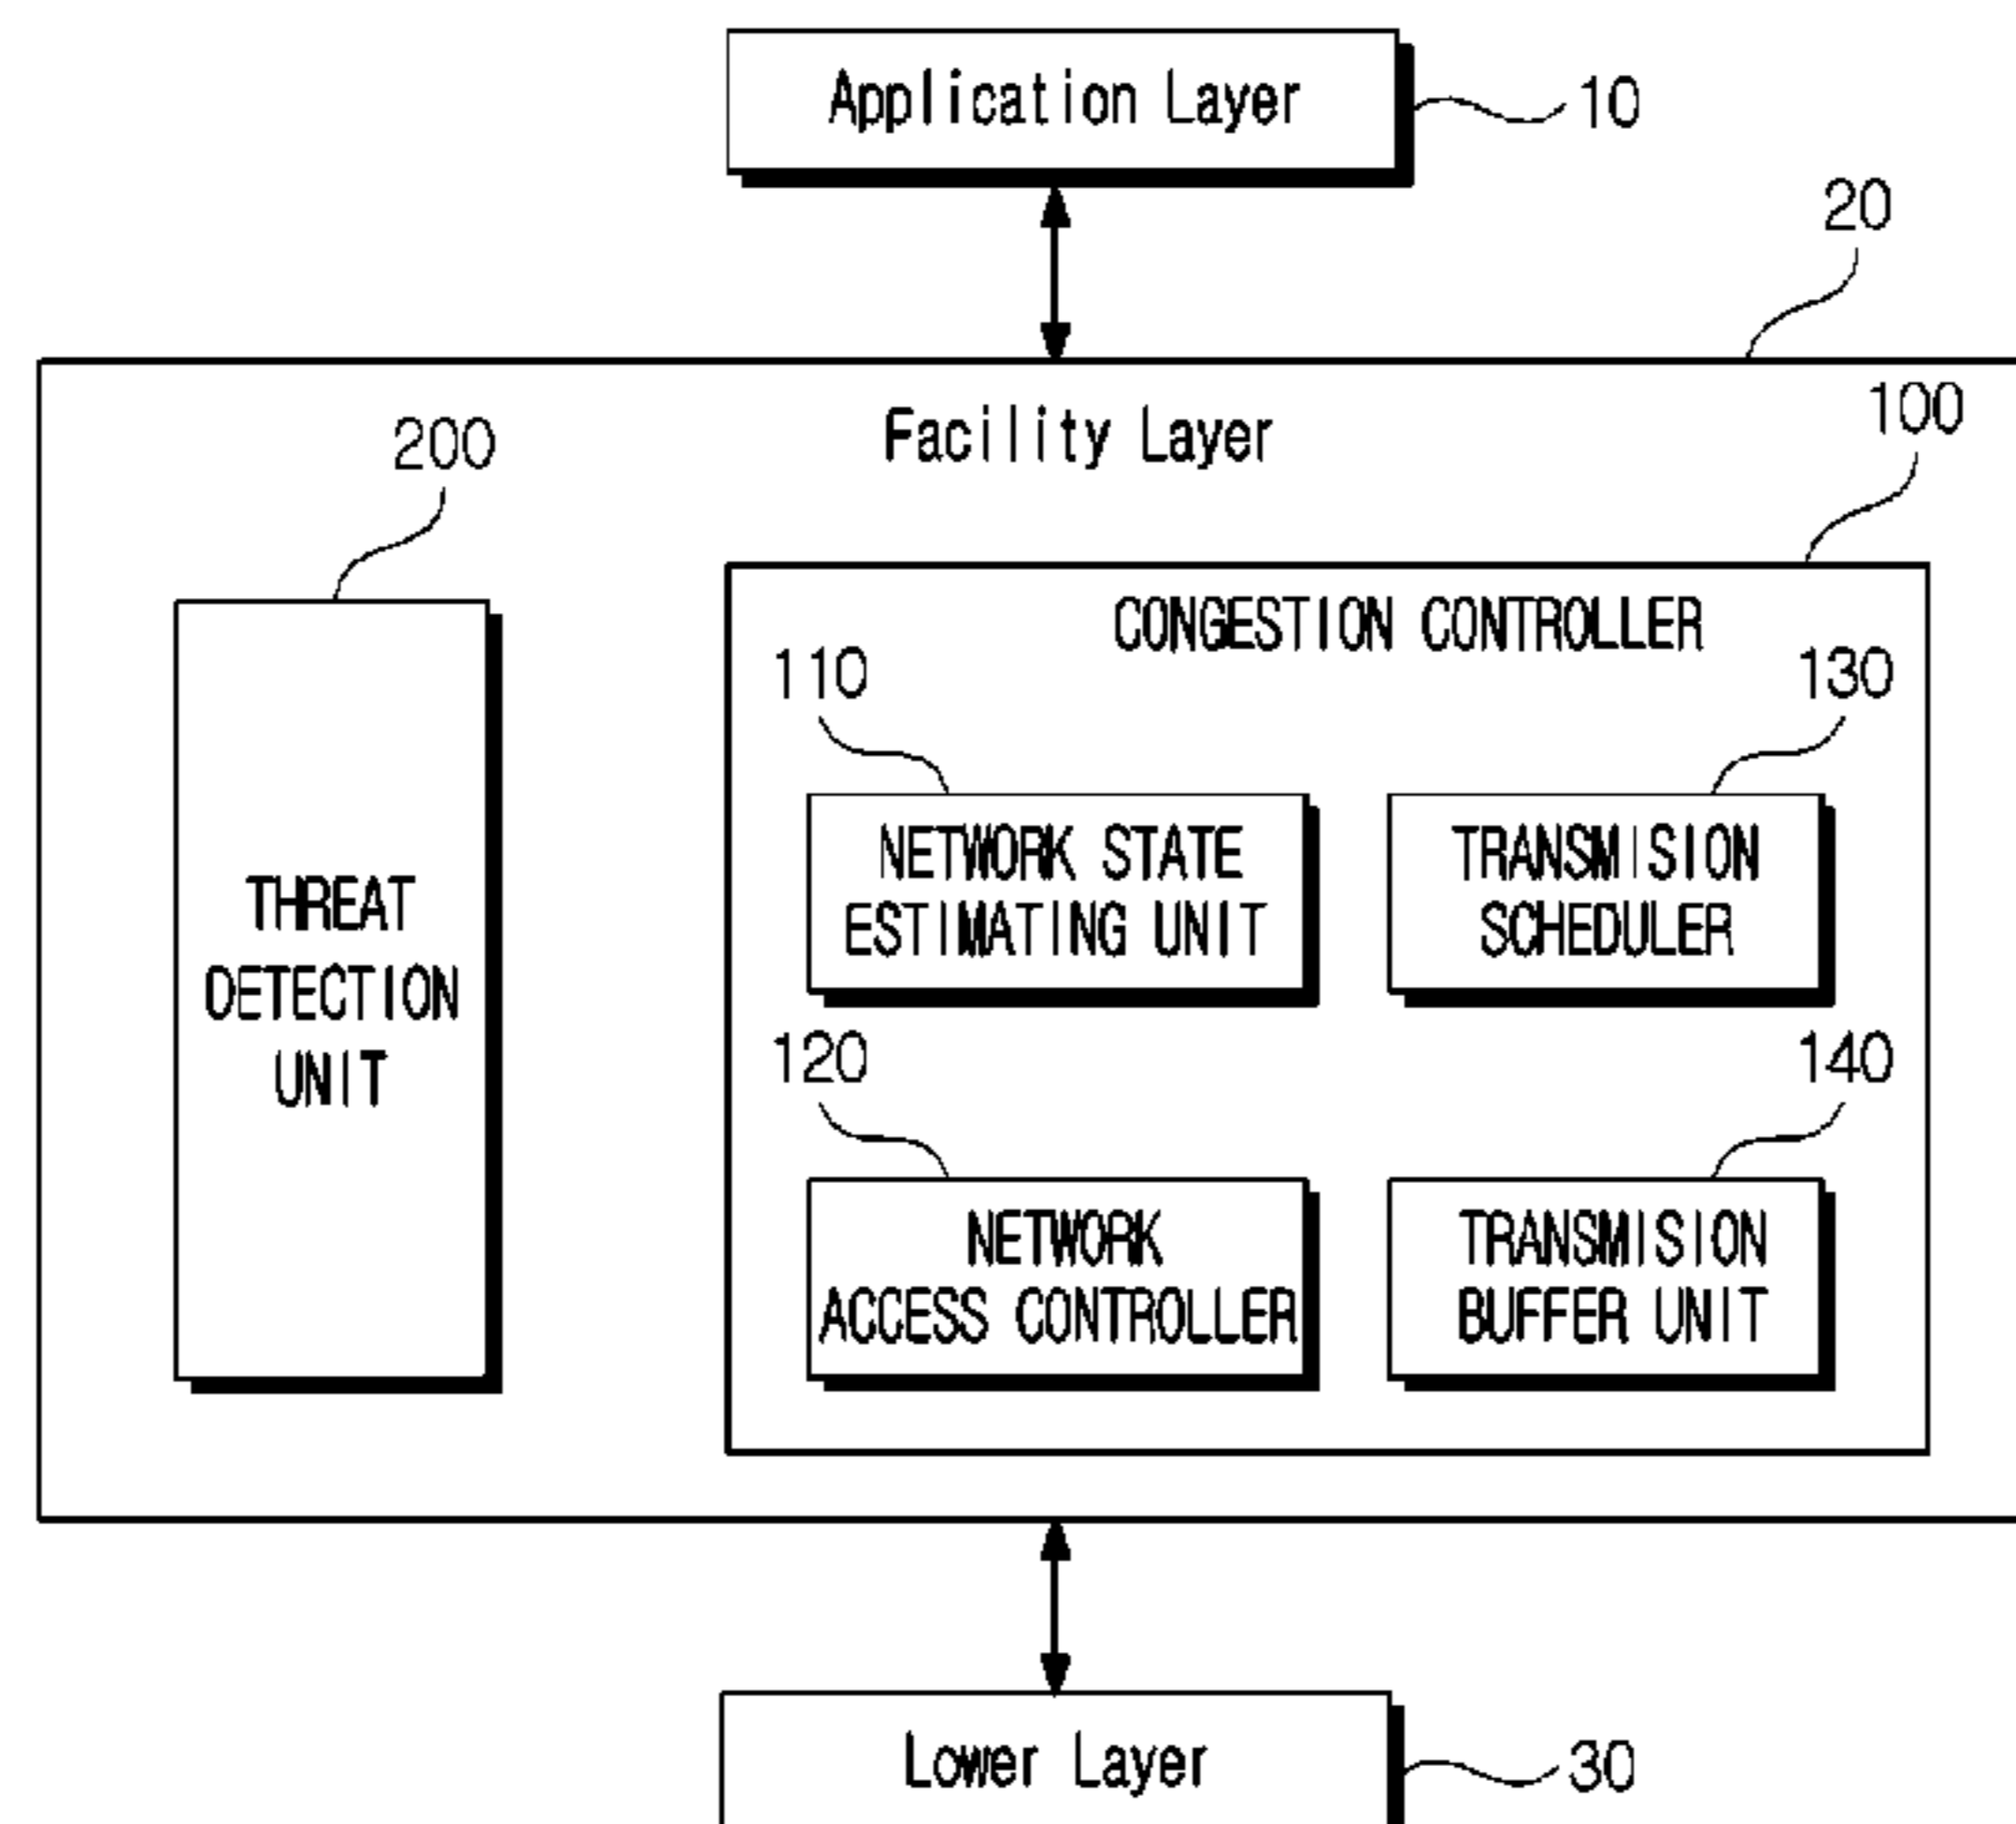 Application Layer
10
20
Facility Layer
100
200
CONGESTION CONTROLLER
110
130
NETWORK STATE
ESTIMATING UNIT
TRANSMISION
SCHEDULER
THREAT
DETECTION
UNIT
120
140
NETWORK
ACCESS CONTROLLER
TRANSMISION
BUFFER UNIT
Lower Layer
30